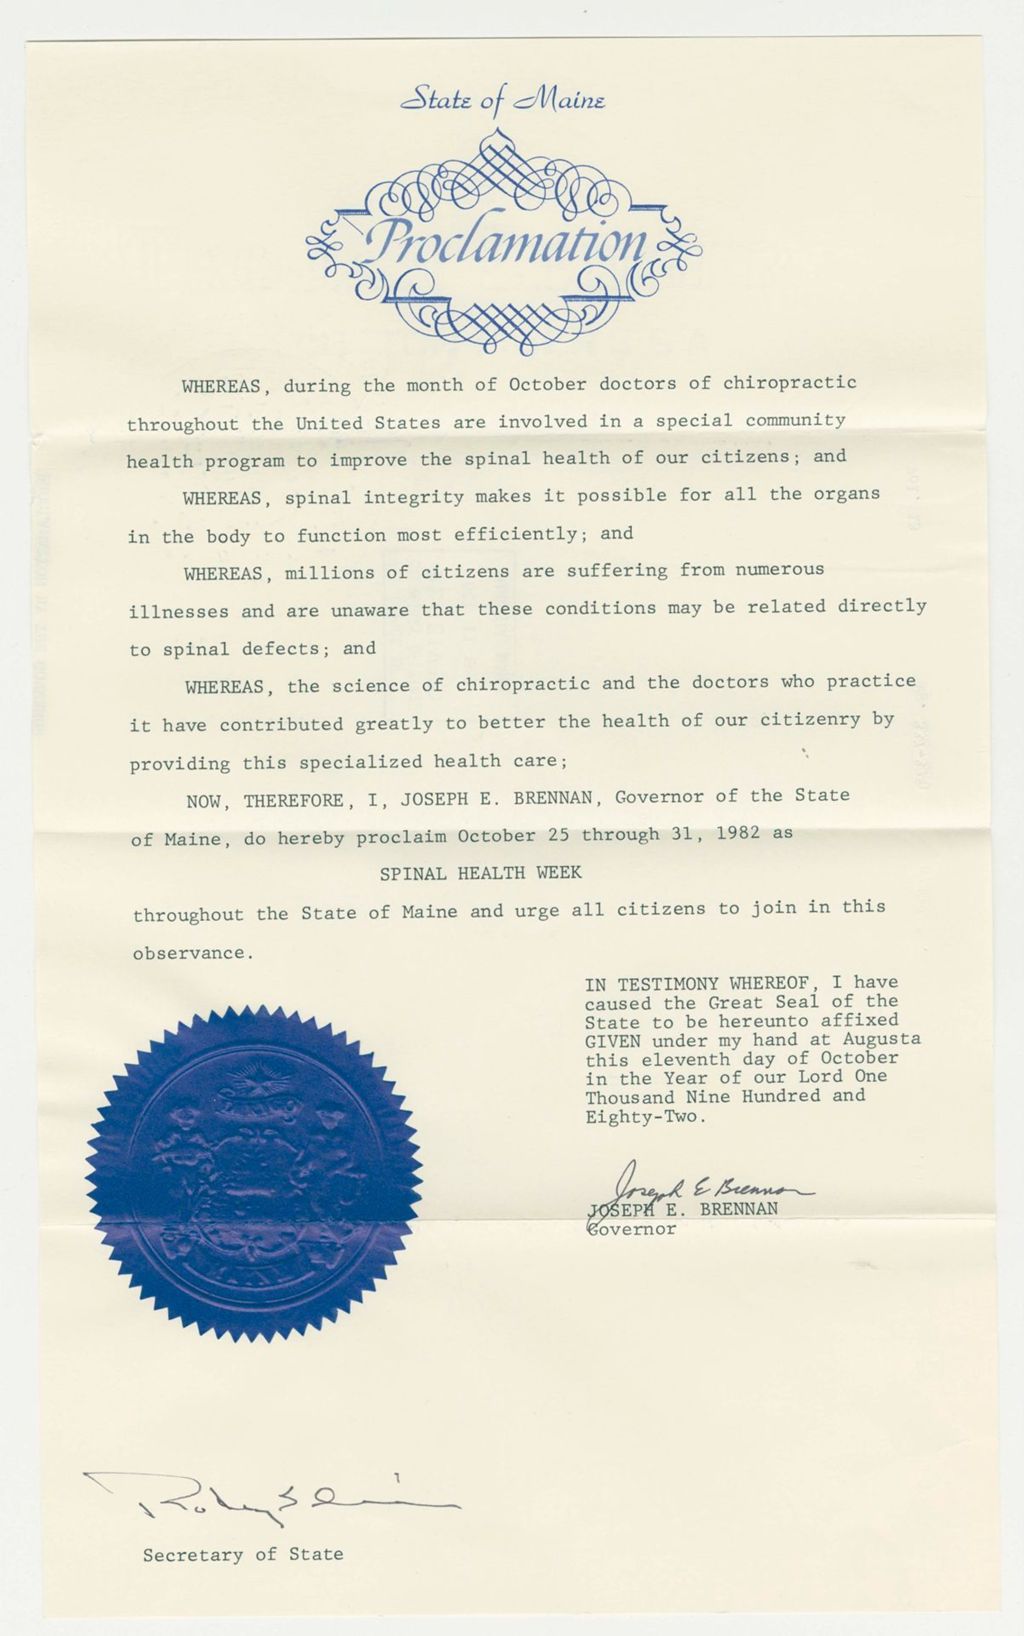 State of Maine
Proclamation
WHEREAS, during the month of October doctors of chiropractic
throughout the United States are involved in a special community
health program to improve the spinal health of our citizens; and
WHEREAS, spinal integrity makes it possible for all the organs
in the body to function most efficiently; and
WHEREAS, millions of citizens are suffering from numerous
illnesses and are unaware that these conditions may be related directly
to spinal defects; and
WHEREAS, the science of chiropractic and the doctors who practice
it have contributed greatly to better the health of our citizenry by
providing this specialized health care;
NOW, THEREFORE, I, JOSEPH E. BRENNAN, Governor of the State
of Maine, do hereby proclaim October 25 through 31, 1982 as
SPINAL HEALTH WEEK
throughout the State of Maine and urge all citizens to join in this
observance.
IN TESTIMONY WHEREOF, I have
caused the Great Seal of the
State to be hereunto affixed
GIVEN under my hand at Augusta
this eleventh day of October
in the Year of our Lord One
Thousand Nine Hundred and
Eighty-Two.
Joseph E Brennan
JOSEPH E. BRENNAN
Governor
Secretary of State